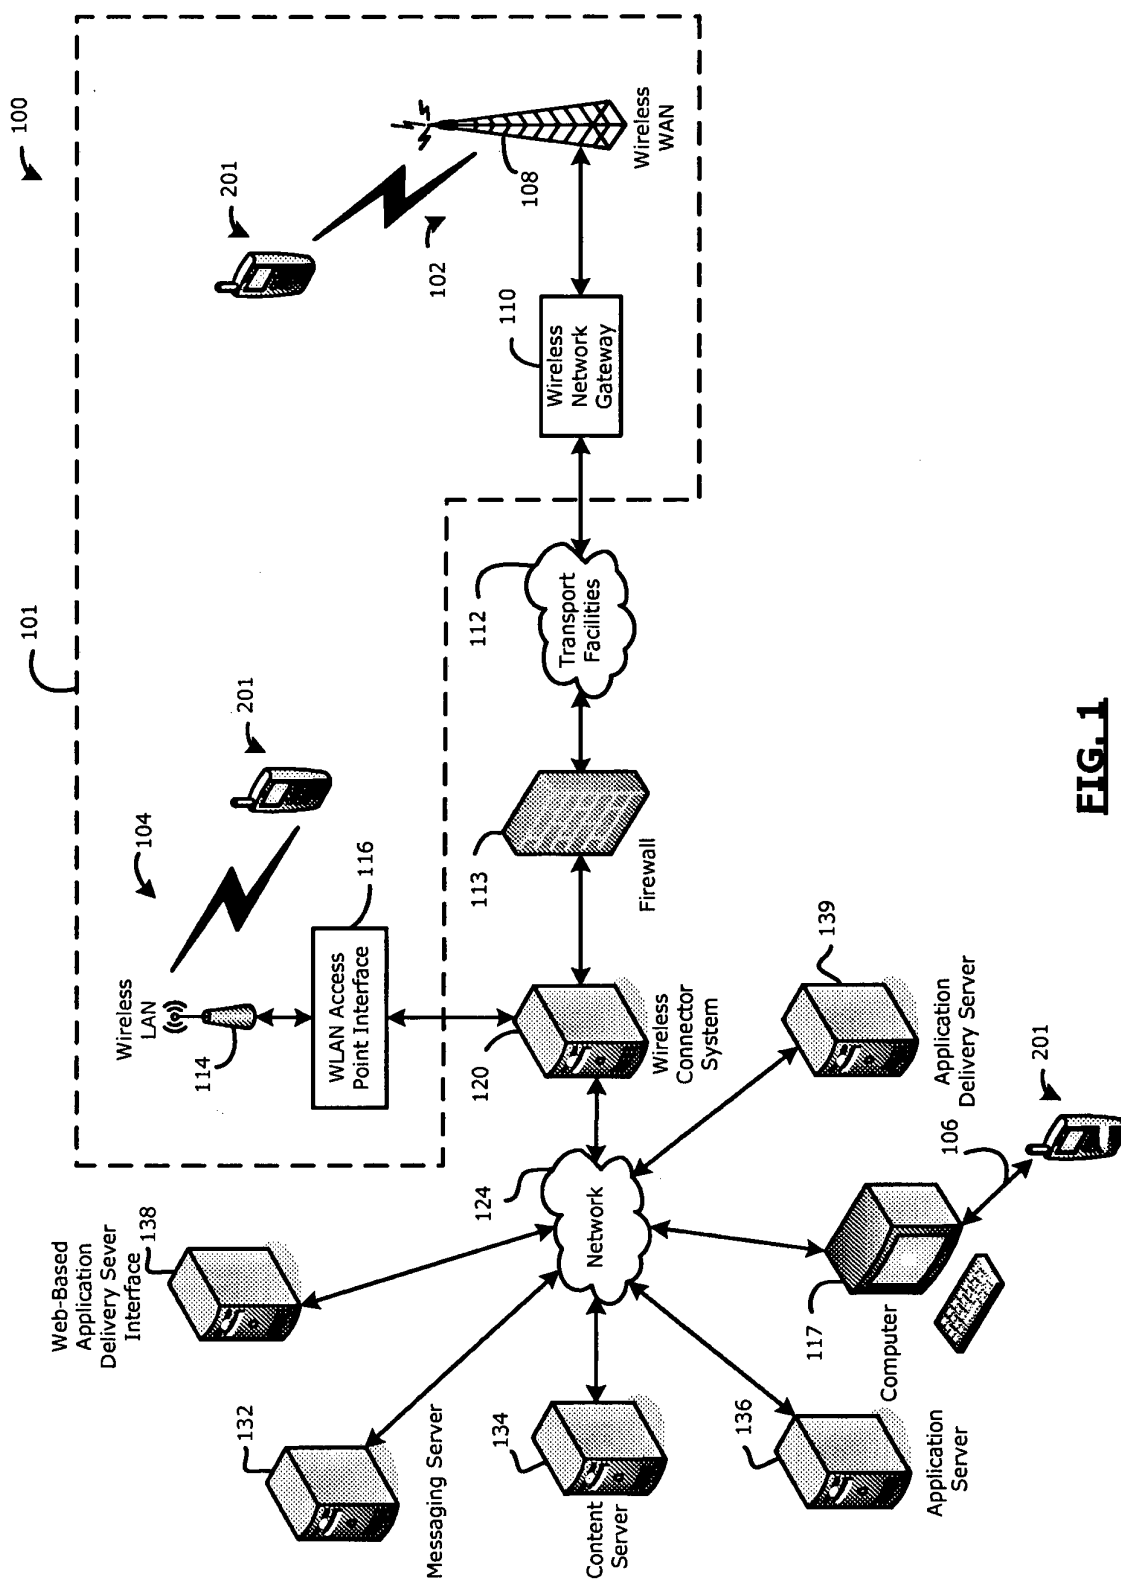 100
101
Wireless
LAN
104
201
201
114
WLAN Access
Point Interface
116
102
108
Wireless
WAN
110
Wireless
Network
Gateway
112
Transport
Facilities
113
Firewall
120
Wireless
Connector
System
Web-Based
Application
Delivery Sever
Interface
138
132
Messaging Server
124
Network
134
Content
Server
136
Application
Server
117
Computer
106
201
139
Application
Delivery Server
FIG. 1